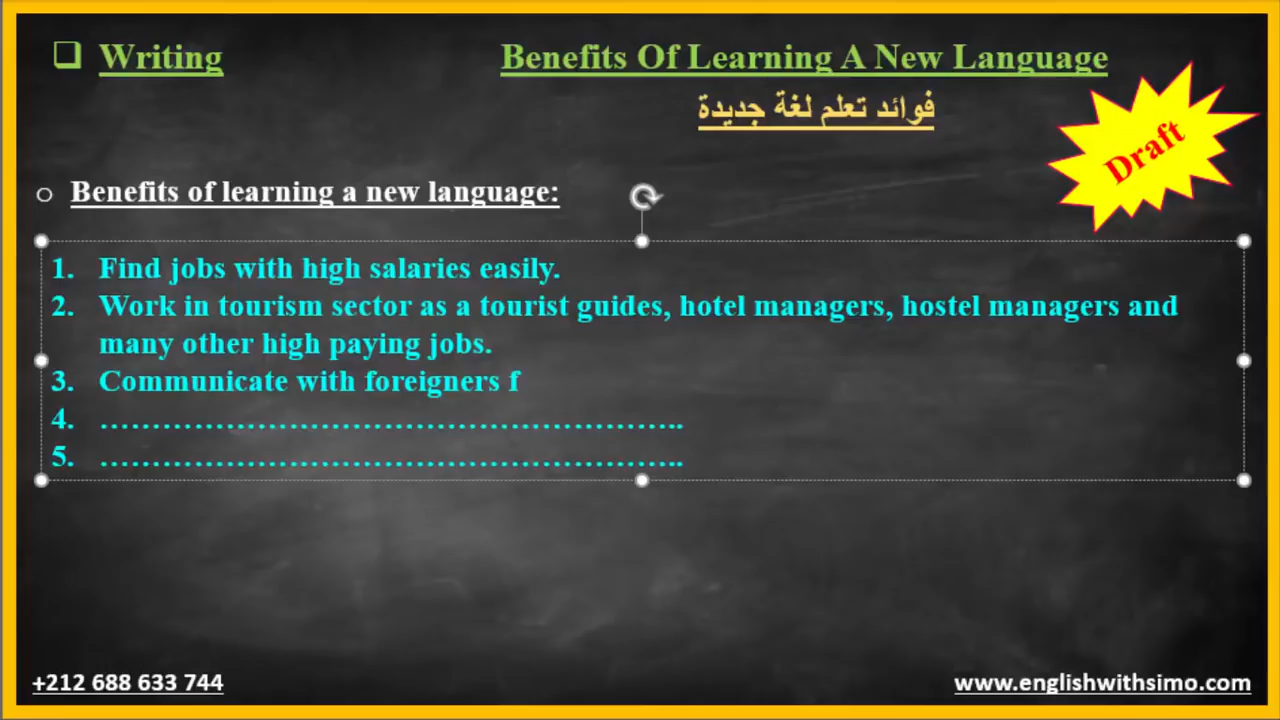 Writing
Benefits Of Learning A New Language
فوائد تعلم لغة جديدة
Draft
Benefits of learning a new language:
1. Find jobs with high salaries easily.
2. Work in tourism sector as a tourist guides, hotel managers, hostel managers and
many other high paying jobs.
3. Communicate with foreigners f
4. …………………………………………………..
5. …………………………………………………..
+212 688 633 744
www.englishwithsimo.com